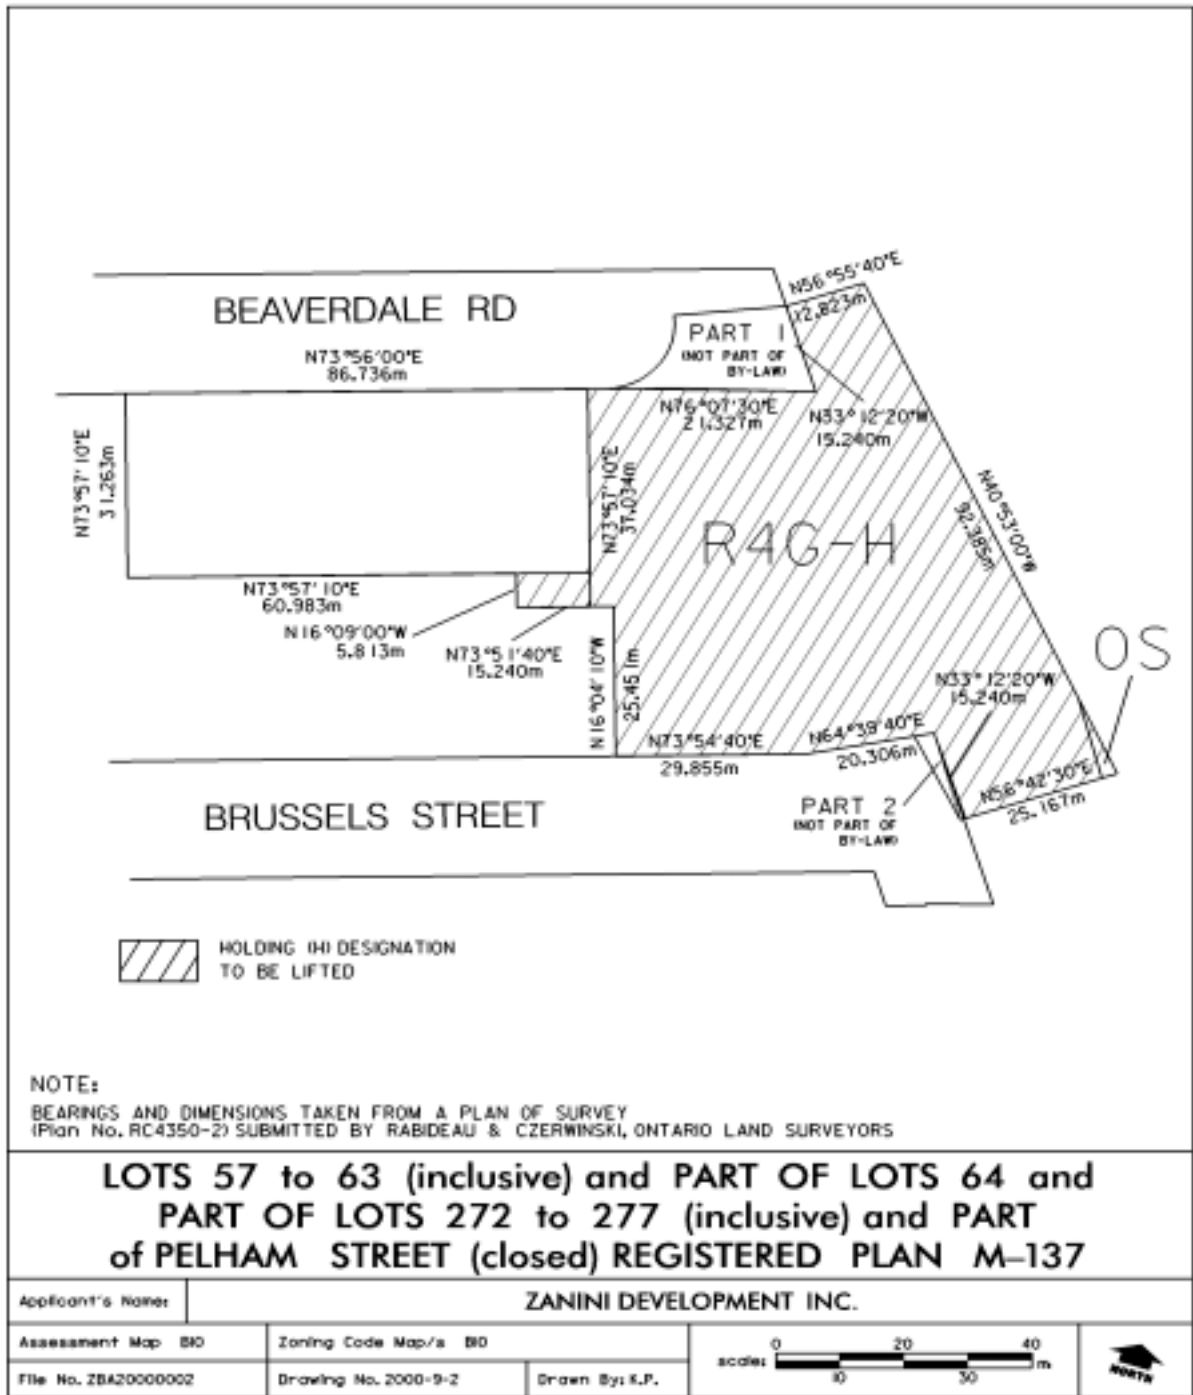 N56°55'40"E
12.823m
BEAVERDALE RD
PART 1
(NOT PART OF
BY-LAW)
N73°56'00"E
86.736m
N76°07'30"E
21.327m
N33°12'20"W
15.240m
N73°57'10"E
31.263m
N73°57'10"E
37.034m
N40°53'00"W
92.385m
R4G-H
N73°57'10"E
60.983m
N16°09'00"W
5.813m
N73°51'40"E
15.240m
N16°04'10"W
25.451m
OS
N33°12'20"W
15.240m
N73°54'40"E
29.855m
N64°39'40"E
20.306m
N56°42'30"E
25.167m
PART 2
(NOT PART OF
BY-LAW)
BRUSSELS STREET
HOLDING (H) DESIGNATION
TO BE LIFTED
NOTE:
BEARINGS AND DIMENSIONS TAKEN FROM A PLAN OF SURVEY
(Plan No. RC4350-2) SUBMITTED BY RABIDEAU & CZERWINSKI, ONTARIO LAND SURVEYORS
LOTS 57 to 63 (inclusive) and PART OF LOTS 64 and
PART OF LOTS 272 to 277 (inclusive) and PART
of PELHAM STREET (closed) REGISTERED PLAN M-137
Applicant's Name: ZANINI DEVELOPMENT INC.
Assessment Map B10 Zoning Code Map/s B10
File No. ZBA20000002 Drawing No. 2000-9-2 Drawn By: K.P.
scale: 0 10 20 30 40 m
NORTH